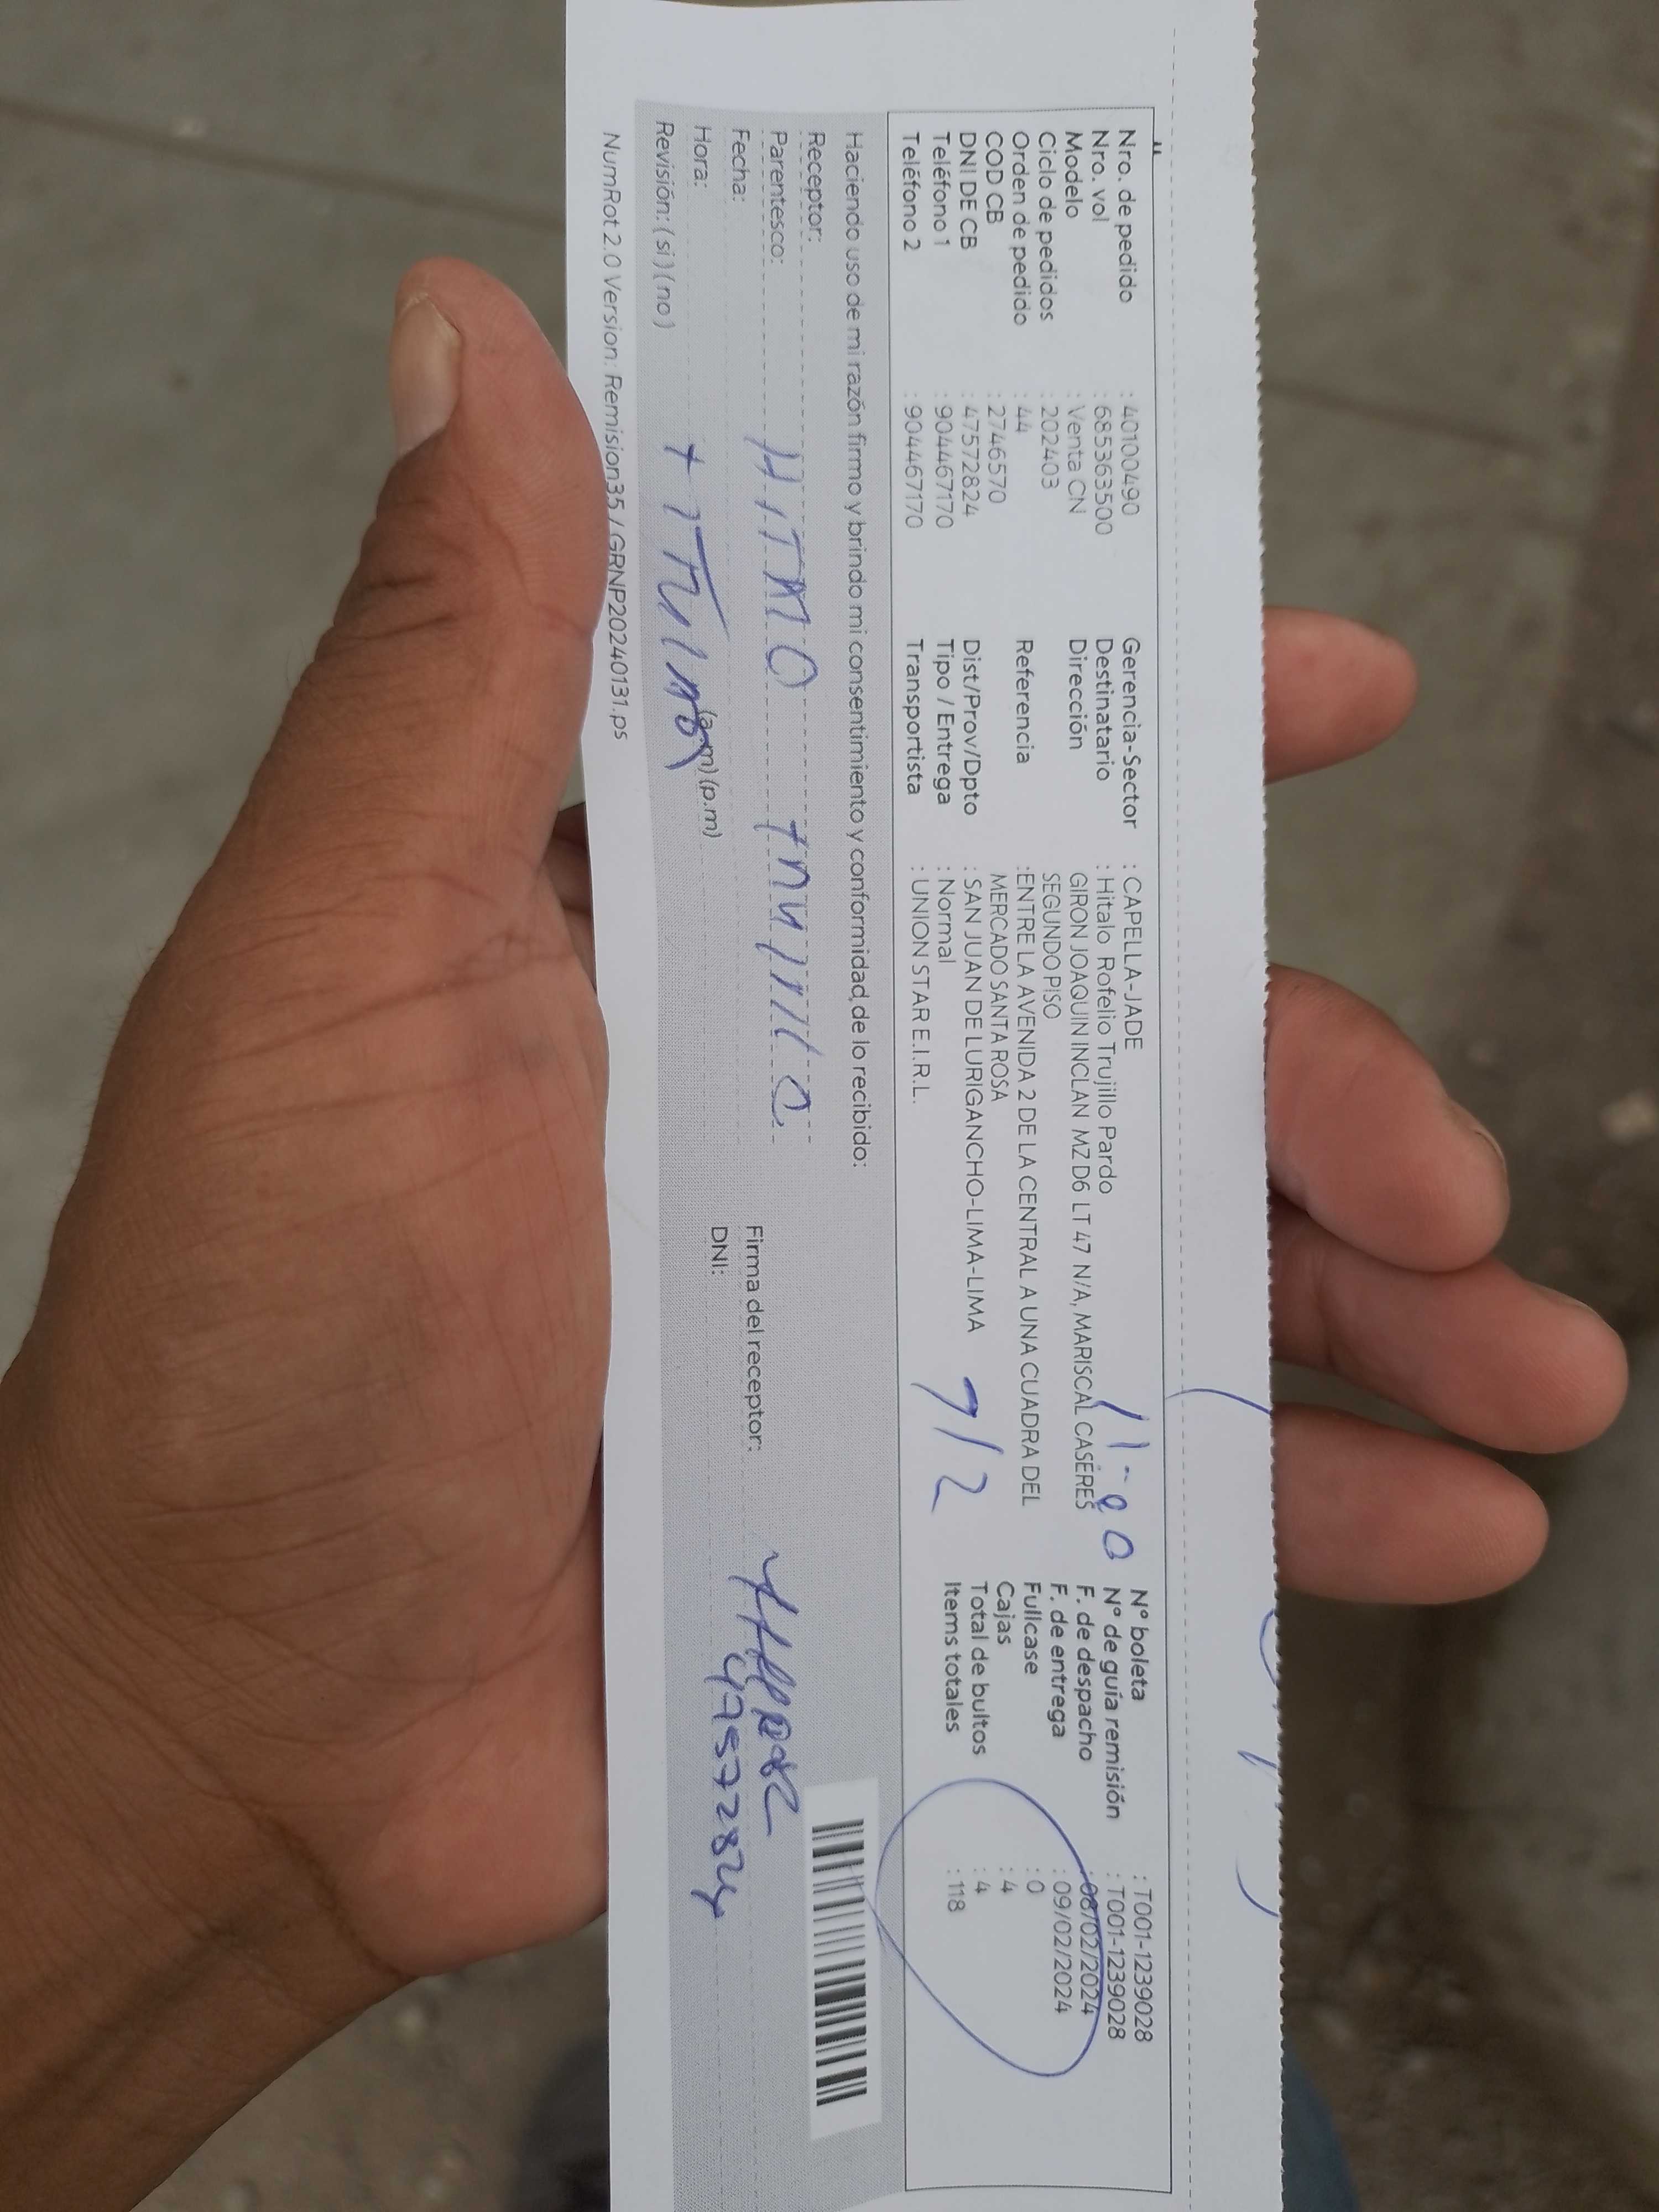 Nro. de pedido : 40100490
Nro. vol : 685363500
Modelo : Venta CN
Ciclo de pedidos : 202403
Orden de pedido : 44
COD CB : 2746570
DNI DE CB : 47572824
Teléfono 1 : 904467170
Teléfono 2 : 904467170
Gerencia-Sector : CAPELLA-JADE
Destinatario : Hitalo Rofelio Trujillo Pardo
Dirección GIRON JOAQUIN INCLAN MZ D6 LT 47 N/A, MARISCAL CASERES
SEGUNDO PISO
Referencia :ENTRE LA AVENIDA 2 DE LA CENTRAL A UNA CUADRA DEL
MERCADO SANTA ROSA
Dist/Prov/Dpto : SAN JUAN DE LURIGANCHO-LIMA-LIMA
Tipo / Entrega : Normal
Transportista : UNION STAR E.I.R.L.
11-00
9/2
N° boleta : T001-1239028
N° de guía remisión : T001-1239028
F. de despacho : 08/02/2024
F. de entrega : 09/02/2024
Fullcase : 0
Cajas : 4
Total de bultos : 4
Items totales : 118
Haciendo uso de mi razón firmo y brindo mi consentimiento y conformidad de lo recibido:
Receptor:
Parentesco:
Fecha:
Hora: (a.m) (p.m)
Revisión: ( si ) ( no )
Firma del receptor:
DNI: 47572824
NumRot 2.0 Version: Remision35 / GRNP20240131.ps